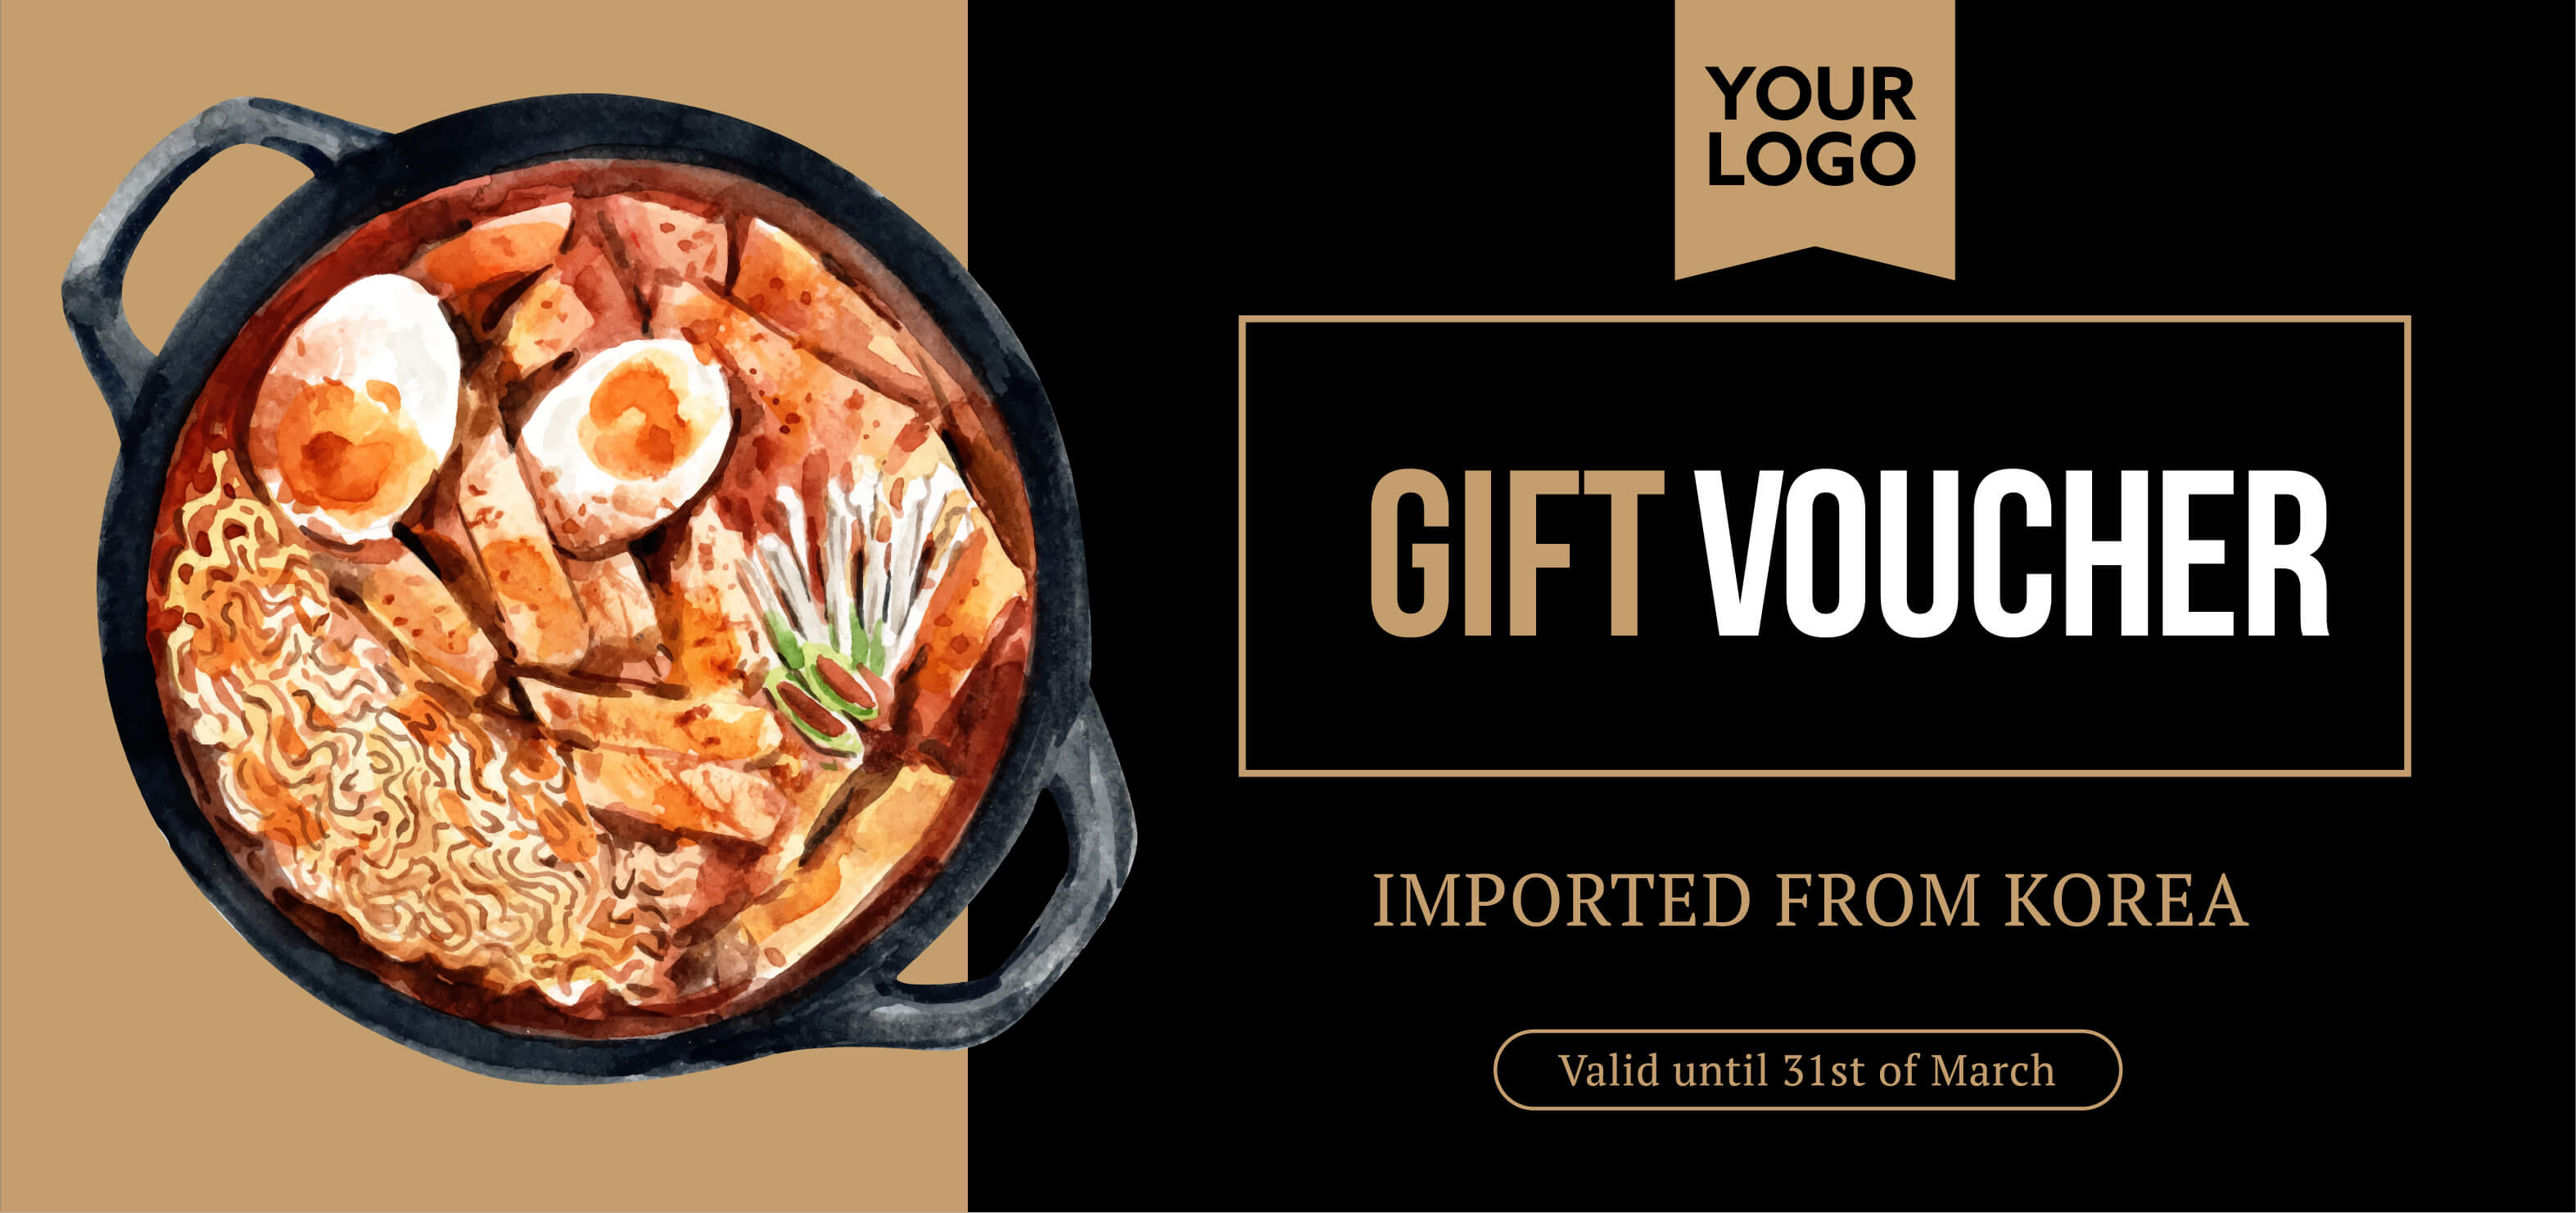 YOUR
LOGO
GIFT VOUCHER
IMPORTED FROM KOREA
Valid until 31st of March